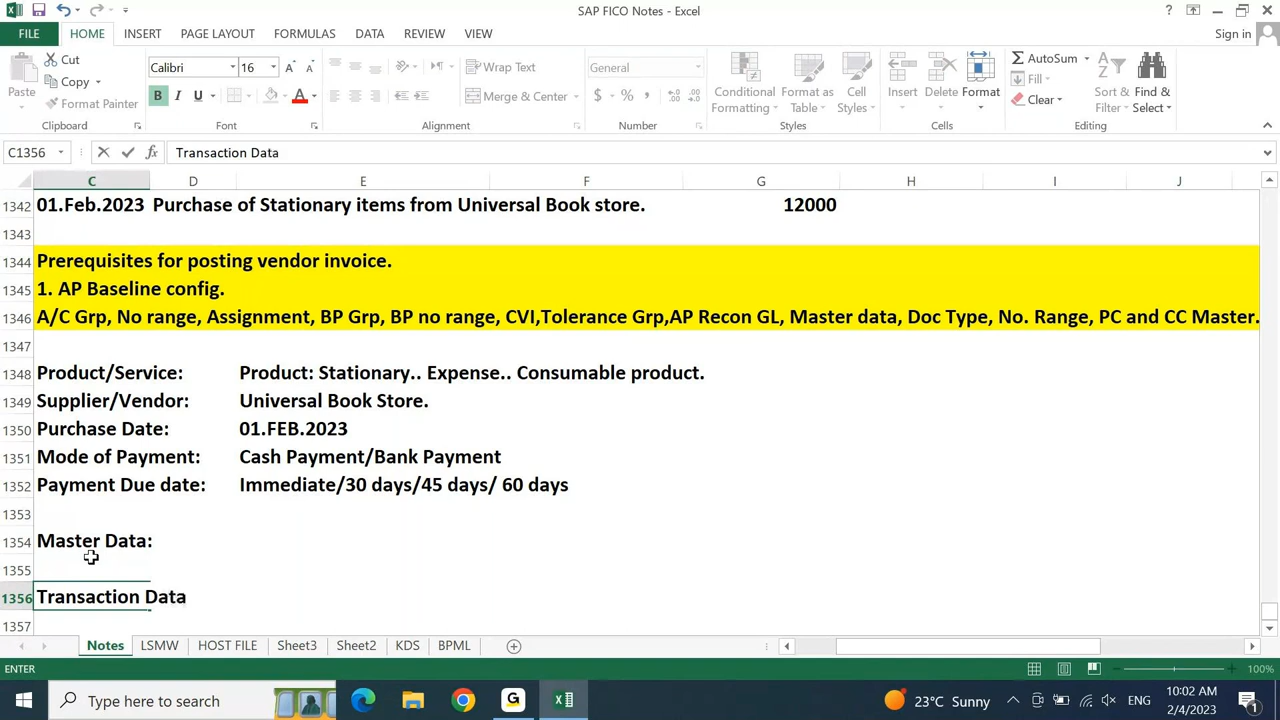 SAP FICO Notes - Excel
?
FILE HOME INSERT PAGE LAYOUT FORMULAS DATA REVIEW VIEW Sign in
Cut
Copy
Format Painter
Paste
Calibri 16
B I U A
Wrap Text
Merge & Center
General
$ % ,
Conditional Formatting
Format as Table
Cell Styles
Insert Delete Format
AutoSum
Fill
Clear
Sort & Filter
Find & Select
Clipboard Font Alignment Number Styles Cells Editing
C1356 fx Transaction Data
C D E F G H I J
1342 01.Feb.2023 Purchase of Stationary items from Universal Book store. 12000
1343
1344 Prerequisites for posting vendor invoice.
1345 1. AP Baseline config.
1346 A/C Grp, No range, Assignment, BP Grp, BP no range, CVI,Tolerance Grp,AP Recon GL, Master data, Doc Type, No. Range, PC and CC Master.
1347
1348 Product/Service: Product: Stationary.. Expense.. Consumable product.
1349 Supplier/Vendor: Universal Book Store.
1350 Purchase Date: 01.FEB.2023
1351 Mode of Payment: Cash Payment/Bank Payment
1352 Payment Due date: Immediate/30 days/45 days/ 60 days
1353
1354 Master Data:
1355
1356 Transaction Data
1357
Notes LSMW HOST FILE Sheet3 Sheet2 KDS BPML
ENTER 100%
Type here to search
23°C Sunny
ENG
10:02 AM
2/4/2023
1